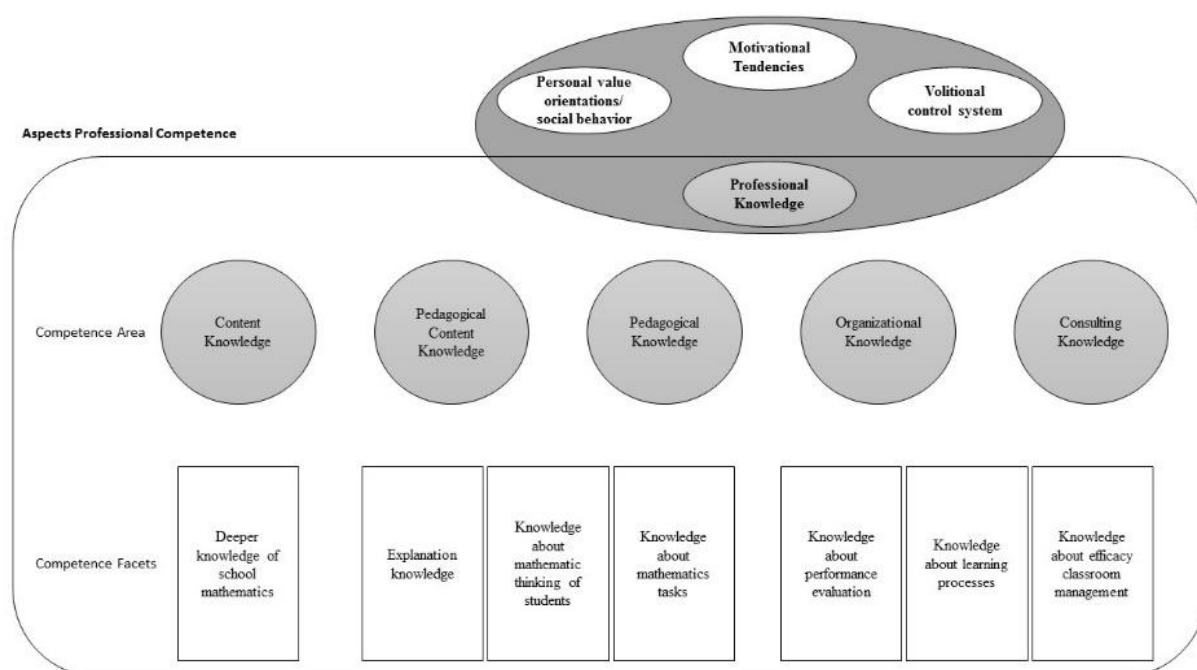 Motivational
Tendencies
Personal value
orientations/
social behavior
Volitional
control system
Aspects Professional Competence
Professional
Knowledge
Competence Area
Content
Knowledge
Pedagogical
Content
Knowledge
Pedagogical
Knowledge
Organizational
Knowledge
Consulting
Knowledge
Competence Facets
Deeper
knowledge of
school
mathematics
Explanation
knowledge
Knowledge
about
mathematic
thinking of
students
Knowledge
about
mathematics
tasks
Knowledge
about
performance
evaluation
Knowledge
about learning
processes
Knowledge
about efficacy
classroom
management